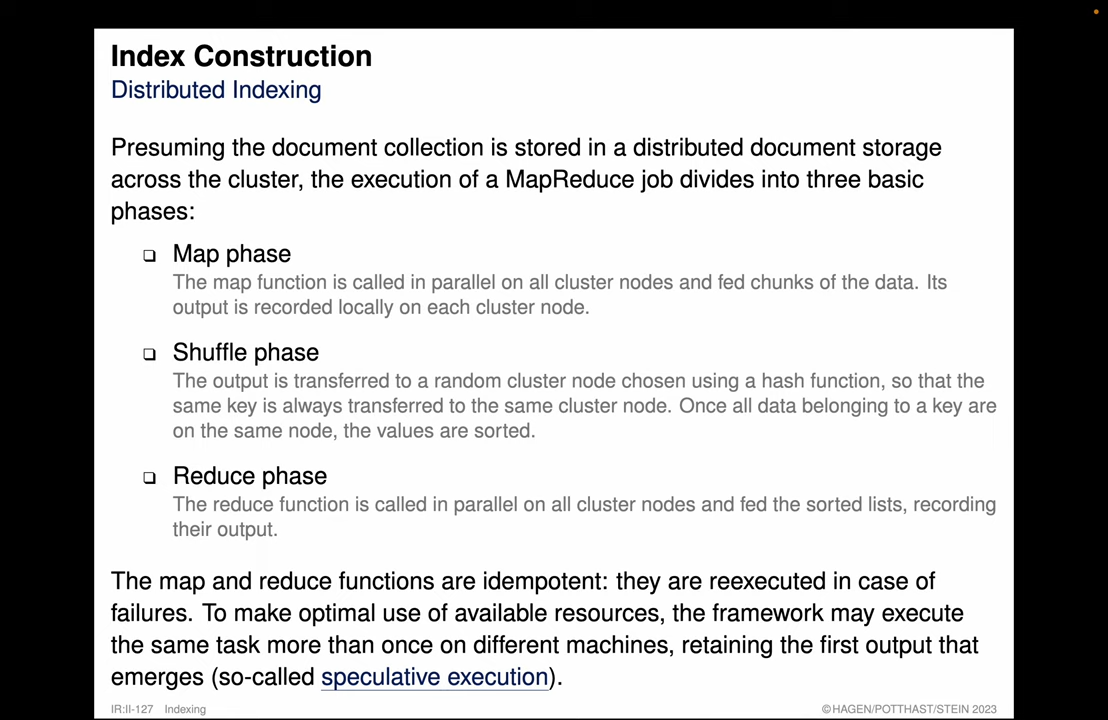 Index Construction
Distributed Indexing
Presuming the document collection is stored in a distributed document storage
across the cluster, the execution of a MapReduce job divides into three basic
phases:
❑ Map phase
The map function is called in parallel on all cluster nodes and fed chunks of the data. Its
output is recorded locally on each cluster node.
❑ Shuffle phase
The output is transferred to a random cluster node chosen using a hash function, so that the
same key is always transferred to the same cluster node. Once all data belonging to a key are
on the same node, the values are sorted.
❑ Reduce phase
The reduce function is called in parallel on all cluster nodes and fed the sorted lists, recording
their output.
The map and reduce functions are idempotent: they are reexecuted in case of
failures. To make optimal use of available resources, the framework may execute
the same task more than once on different machines, retaining the first output that
emerges (so-called speculative execution).
IR:II-127 Indexing ©HAGEN/POTTHAST/STEIN 2023